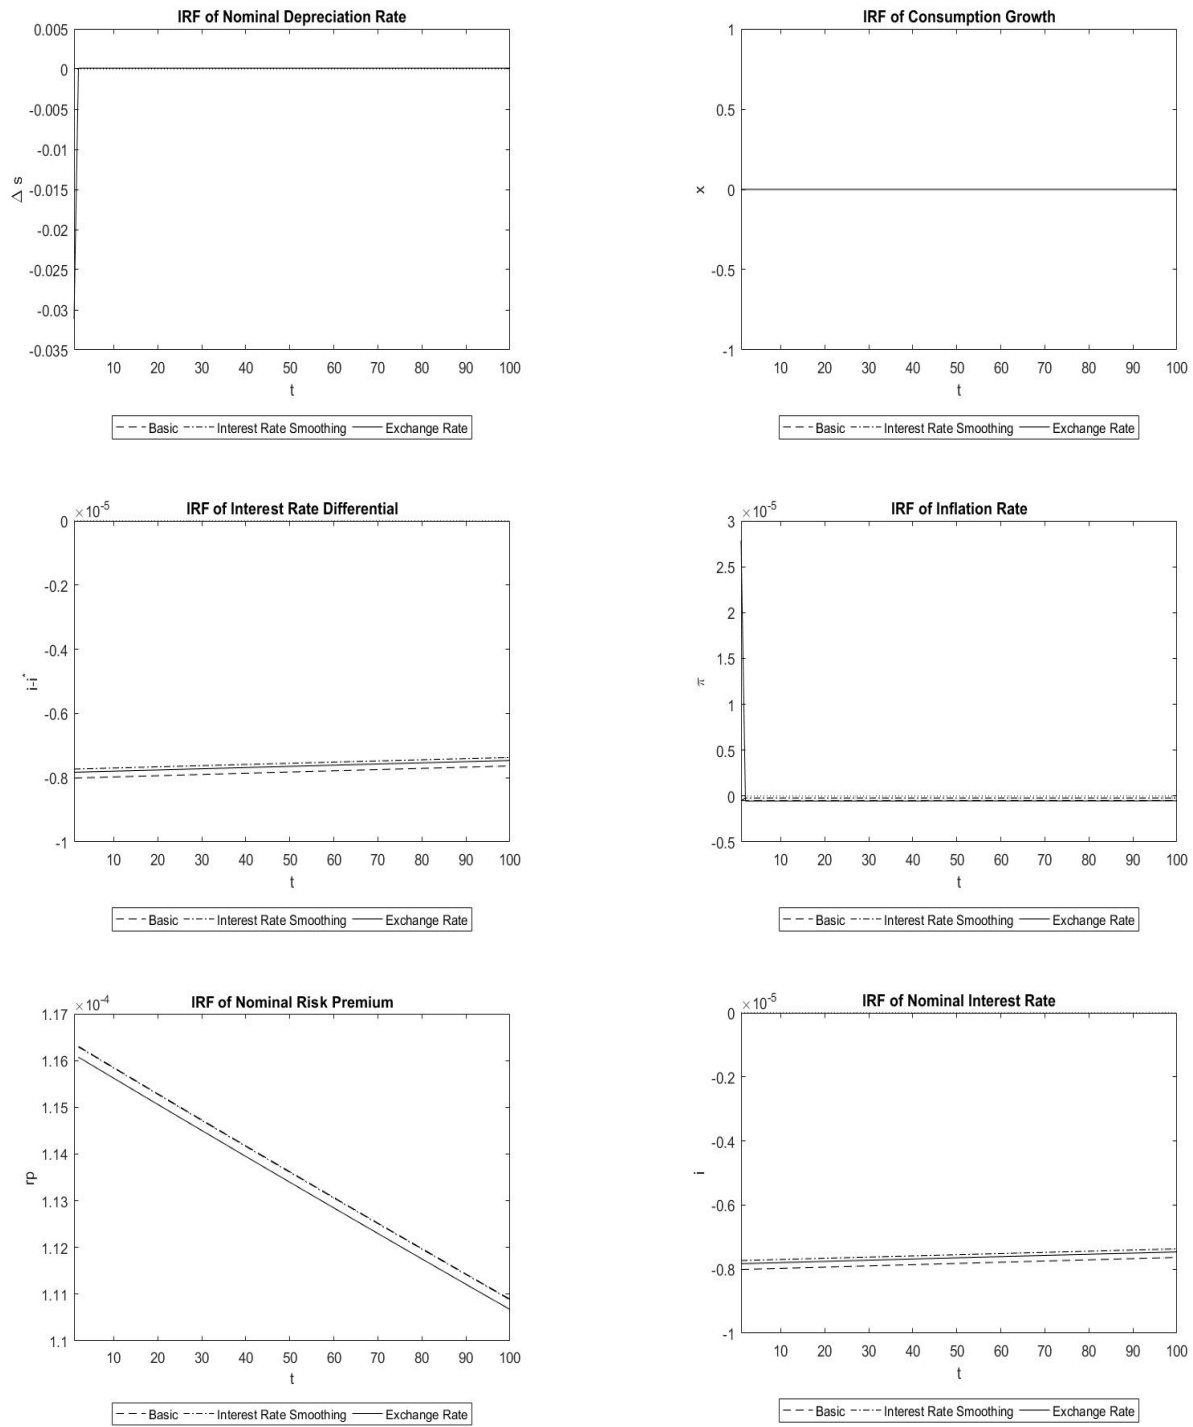 IRF of Nominal Depreciation Rate
0.005
0
-0.005
-0.01
-0.015
-0.02
-0.025
-0.03
-0.035
Δ s
10 20 30 40 50 60 70 80 90 100
t
Basic Interest Rate Smoothing Exchange Rate
IRF of Consumption Growth
1
0.5
0
-0.5
-1
x
10 20 30 40 50 60 70 80 90 100
t
Basic Interest Rate Smoothing Exchange Rate
IRF of Interest Rate Differential
×10⁻⁵
0
-0.2
-0.4
-0.6
-0.8
-1
i-i*
10 20 30 40 50 60 70 80 90 100
t
Basic Interest Rate Smoothing Exchange Rate
IRF of Inflation Rate
×10⁻⁵
3
2.5
2
1.5
1
0.5
0
-0.5
π
10 20 30 40 50 60 70 80 90 100
t
Basic Interest Rate Smoothing Exchange Rate
IRF of Nominal Risk Premium
×10⁻⁴
1.17
1.16
1.15
1.14
1.13
1.12
1.11
1.1
rp
10 20 30 40 50 60 70 80 90 100
t
Basic Interest Rate Smoothing Exchange Rate
IRF of Nominal Interest Rate
×10⁻⁵
0
-0.2
-0.4
-0.6
-0.8
-1
i
10 20 30 40 50 60 70 80 90 100
t
Basic Interest Rate Smoothing Exchange Rate